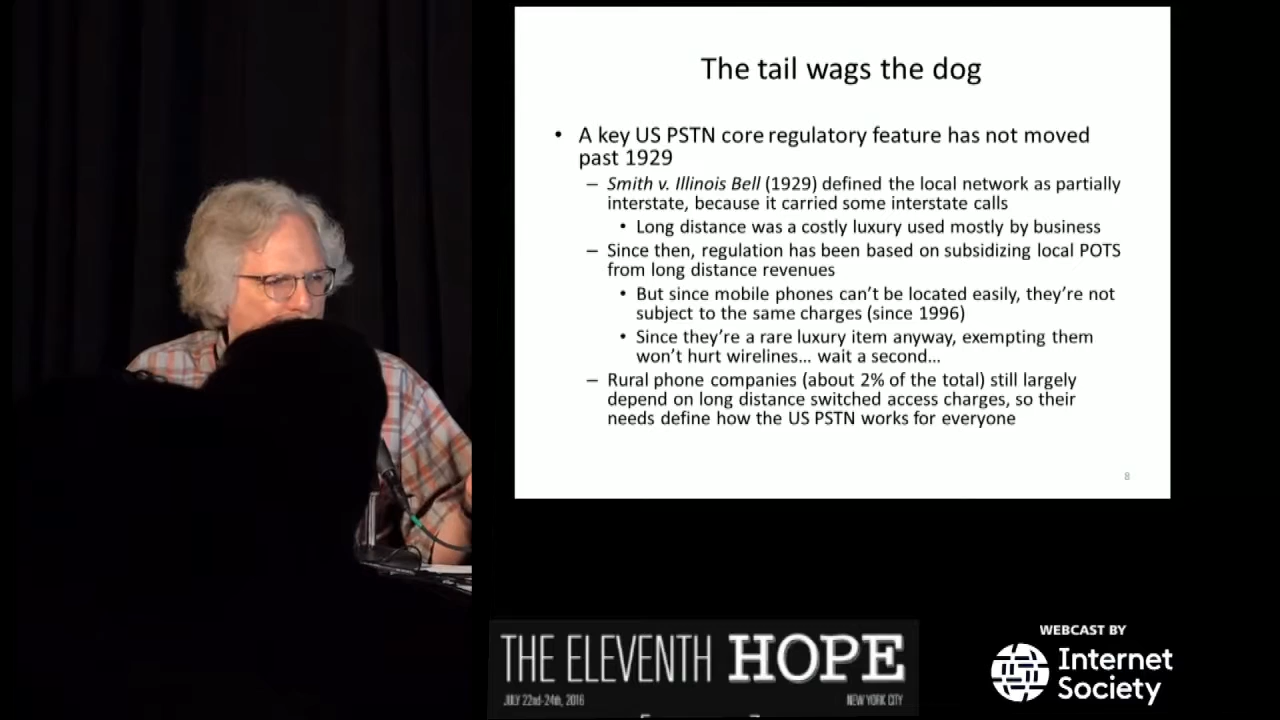 The tail wags the dog
• A key US PSTN core regulatory feature has not moved
past 1929
– Smith v. Illinois Bell (1929) defined the local network as partially
interstate, because it carried some interstate calls
• Long distance was a costly luxury used mostly by business
– Since then, regulation has been based on subsidizing local POTS
from long distance revenues
• But since mobile phones can't be located easily, they're not
subject to the same charges (since 1996)
• Since they're a rare luxury item anyway, exempting them
won't hurt wirelines... wait a second...
– Rural phone companies (about 2% of the total) still largely
depend on long distance switched access charges, so their
needs define how the US PSTN works for everyone
8
THE ELEVENTH HOPE
JULY 22nd-24th, 2016 NEW YORK CITY
WEBCAST BY
Internet
Society